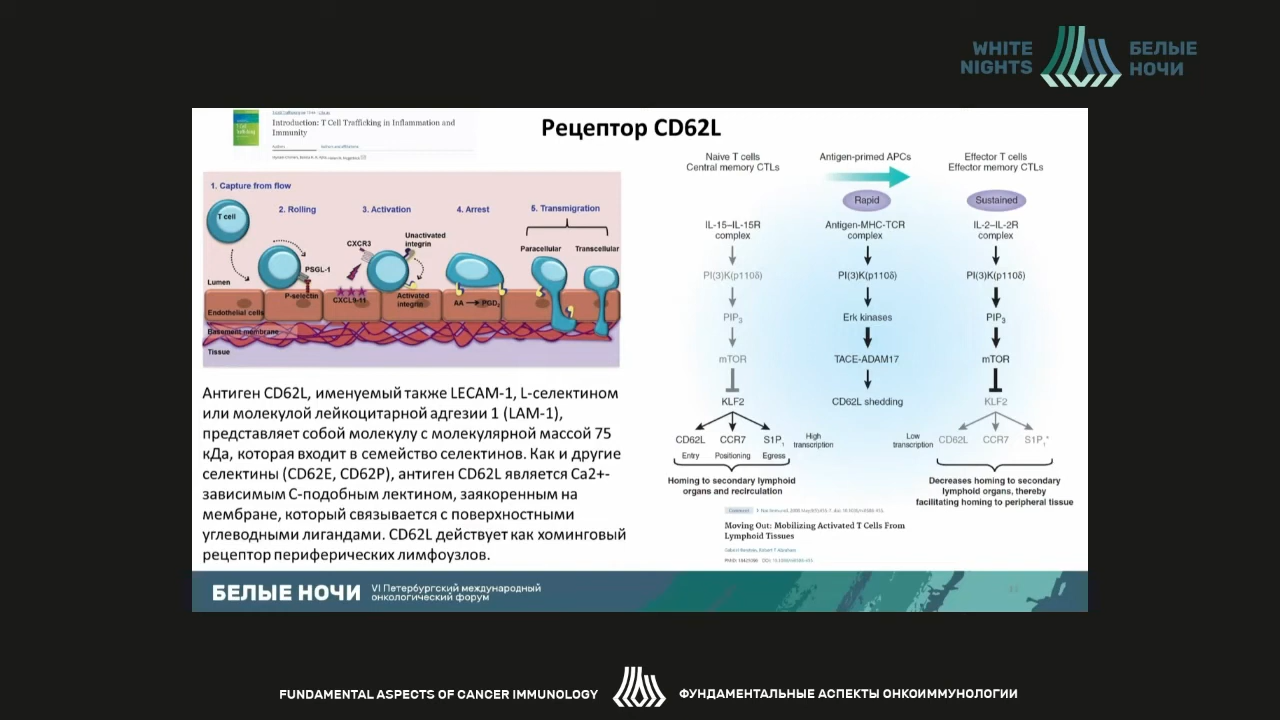 WHITE
NIGHTS
БЕЛЫЕ
НОЧИ
Introduction: T Cell Trafficking in Inflammation and
Immunity
Рецептор CD62L
1. Capture from flow
T cell
2. Rolling
3. Activation
4. Arrest
5. Transmigration
CXCR3
Unactivated
integrin
Paracellular
Transcellular
PSGL-1
Lumen
P-selectin
CXCL9-11
Activated
integrin
AA
PGD2
Endothelial cells
Basement membrane
Tissue
Антиген CD62L, именуемый также LECAM-1, L-селектином
или молекулой лейкоцитарной адгезии 1 (LAM-1),
представляет собой молекулу с молекулярной массой 75
кДа, которая входит в семейство селектинов. Как и другие
селектины (CD62E, CD62P), антиген CD62L является Ca2+-
зависимым С-подобным лектином, заякоренным на
мембране, который связывается с поверхностными
углеводными лигандами. CD62L действует как хоминговый
рецептор периферических лимфоузлов.
Naive T cells
Central memory CTLs
Antigen-primed APCs
Effector T cells
Effector memory CTLs
Rapid
Sustained
IL-15–IL-15R
complex
Antigen-MHC-TCR
complex
IL-2–IL-2R
complex
PI(3)K(p110δ)
PI(3)K(p110δ)
PI(3)K(p110δ)
PIP3
Erk kinases
PIP3
mTOR
TACE-ADAM17
mTOR
KLF2
CD62L shedding
KLF2
CD62L
CCR7
S1P1
High
transcription
Low
transcription
CD62L
CCR7
S1P1*
Entry
Positioning
Egress
Homing to secondary lymphoid
organs and recirculation
Decreases homing to secondary
lymphoid organs, thereby
facilitating homing to peripheral tissue
Comment
Moving Out: Mobilizing Activated T Cells From
Lymphoid Tissues
БЕЛЫЕ НОЧИ
VI Петербургский международный
онкологический форум
FUNDAMENTAL ASPECTS OF CANCER IMMUNOLOGY
ФУНДАМЕНТАЛЬНЫЕ АСПЕКТЫ ОНКОИММУНОЛОГИИ